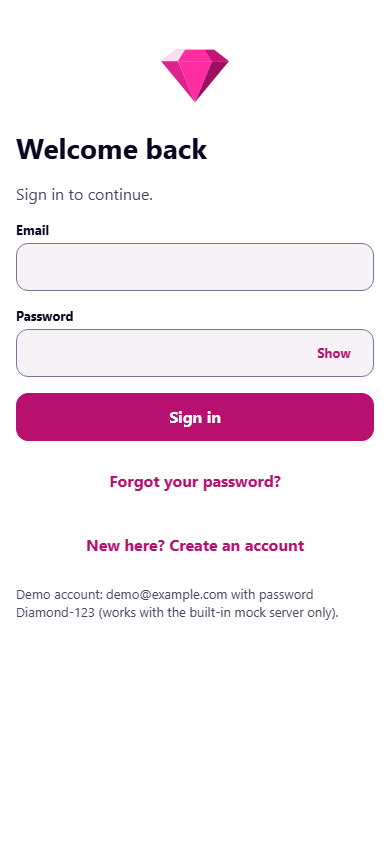 Welcome back
Sign in to continue.
Email
Password
Show
Sign in
Forgot your password?
New here? Create an account
Demo account: demo@example.com with password
Diamond-123 (works with the built-in mock server only).